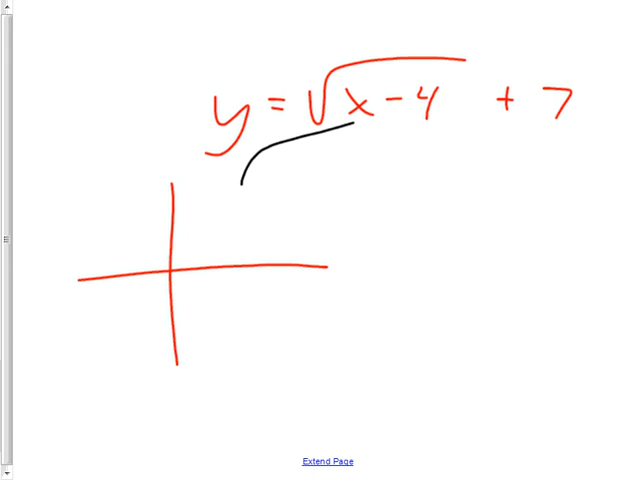 y = √x - 4 + 7
Extend Page